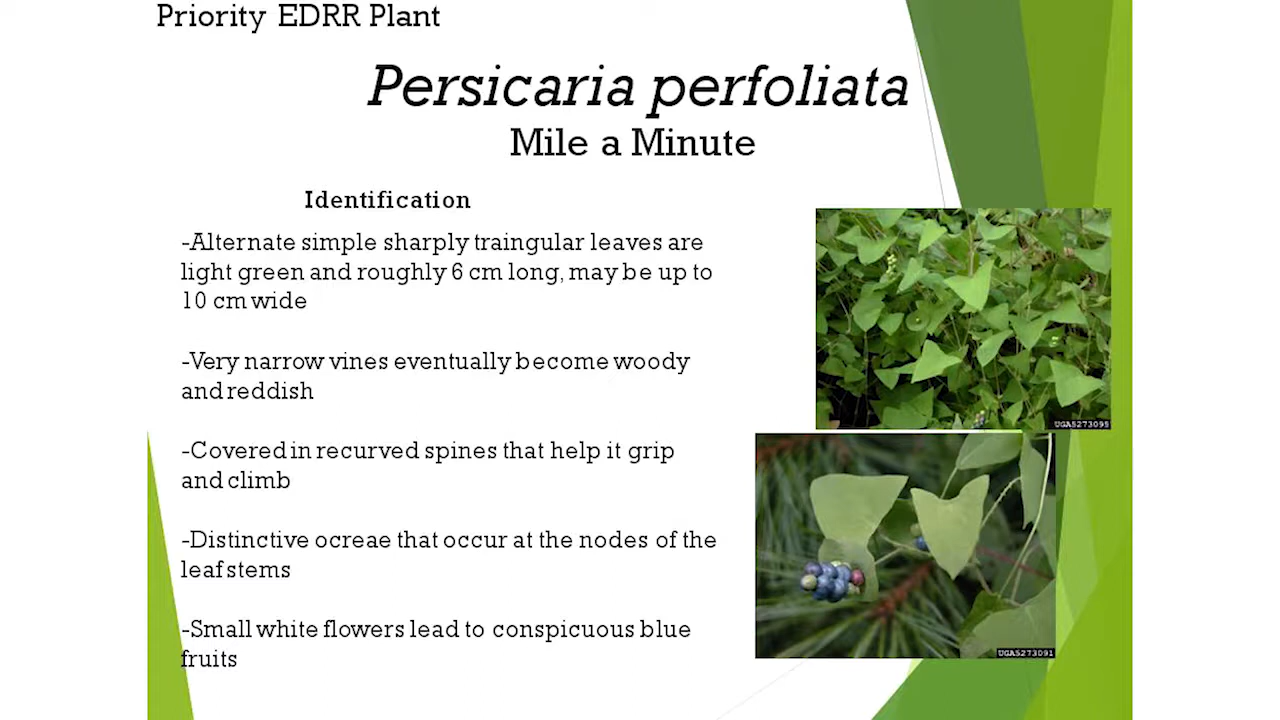 Priority EDRR Plant
Persicaria perfoliata
Mile a Minute
Identification
-Alternate simple sharply traingular leaves are
light green and roughly 6 cm long, may be up to
10 cm wide
-Very narrow vines eventually become woody
and reddish
-Covered in recurved spines that help it grip
and climb
-Distinctive ocreae that occur at the nodes of the
leaf stems
-Small white flowers lead to conspicuous blue
fruits
UGA5273095
UGA5273091